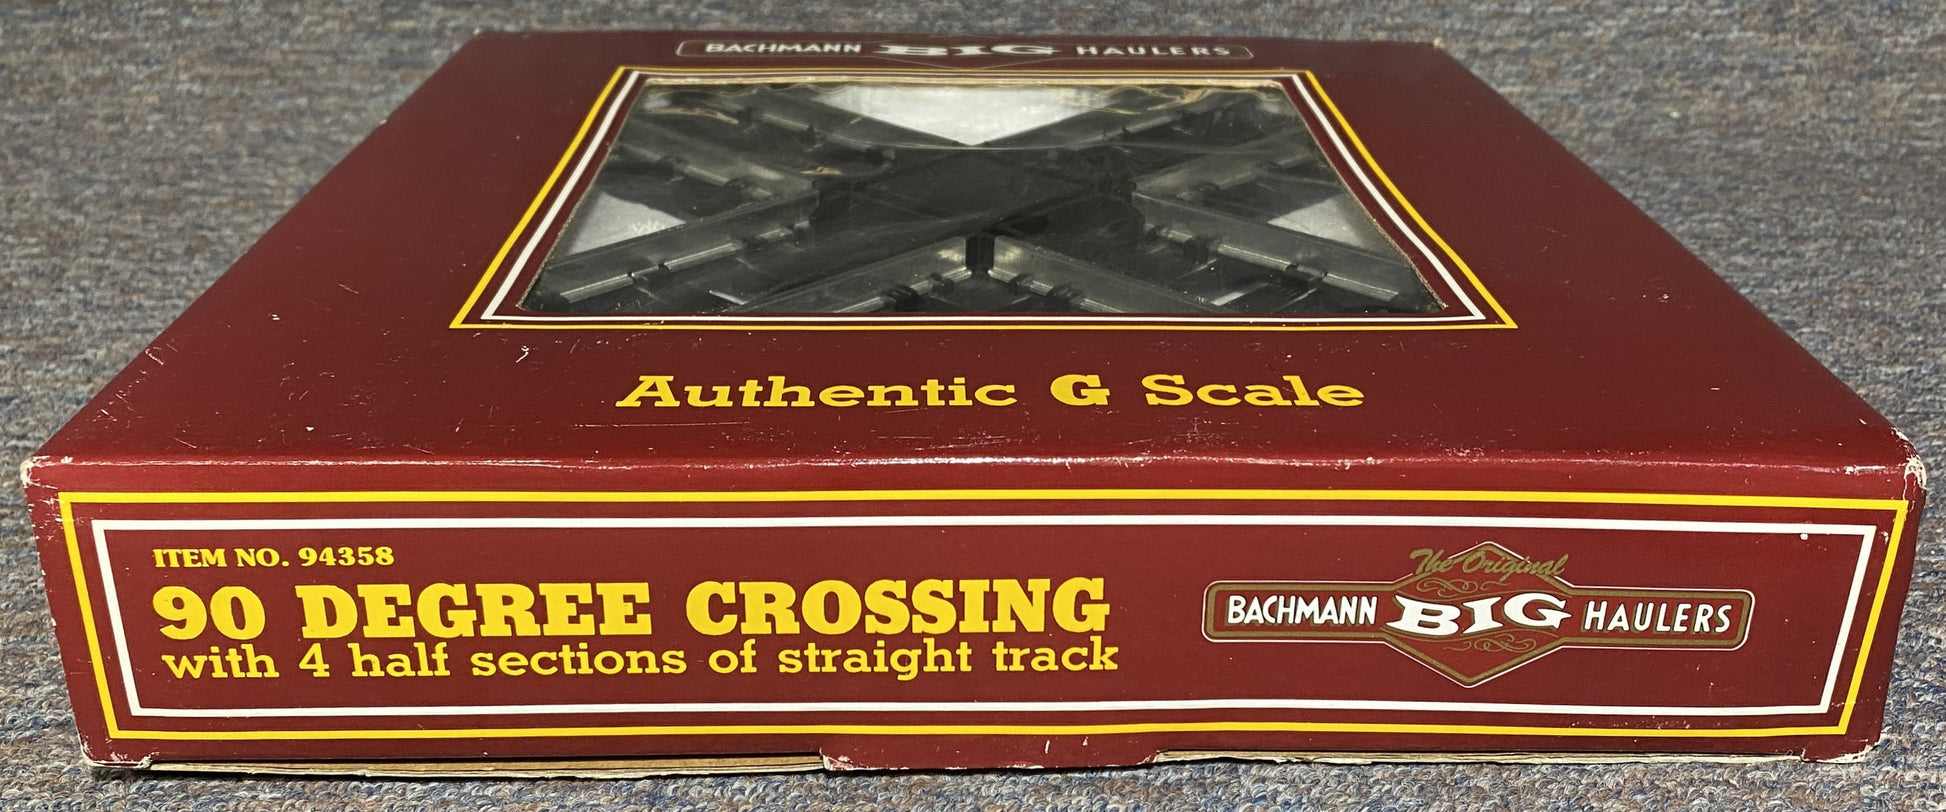 BACHMANN BIG HAULERS
Authentic G Scale
ITEM NO. 94358
90 DEGREE CROSSING
with 4 half sections of straight track
The Original
BACHMANN BIG HAULERS